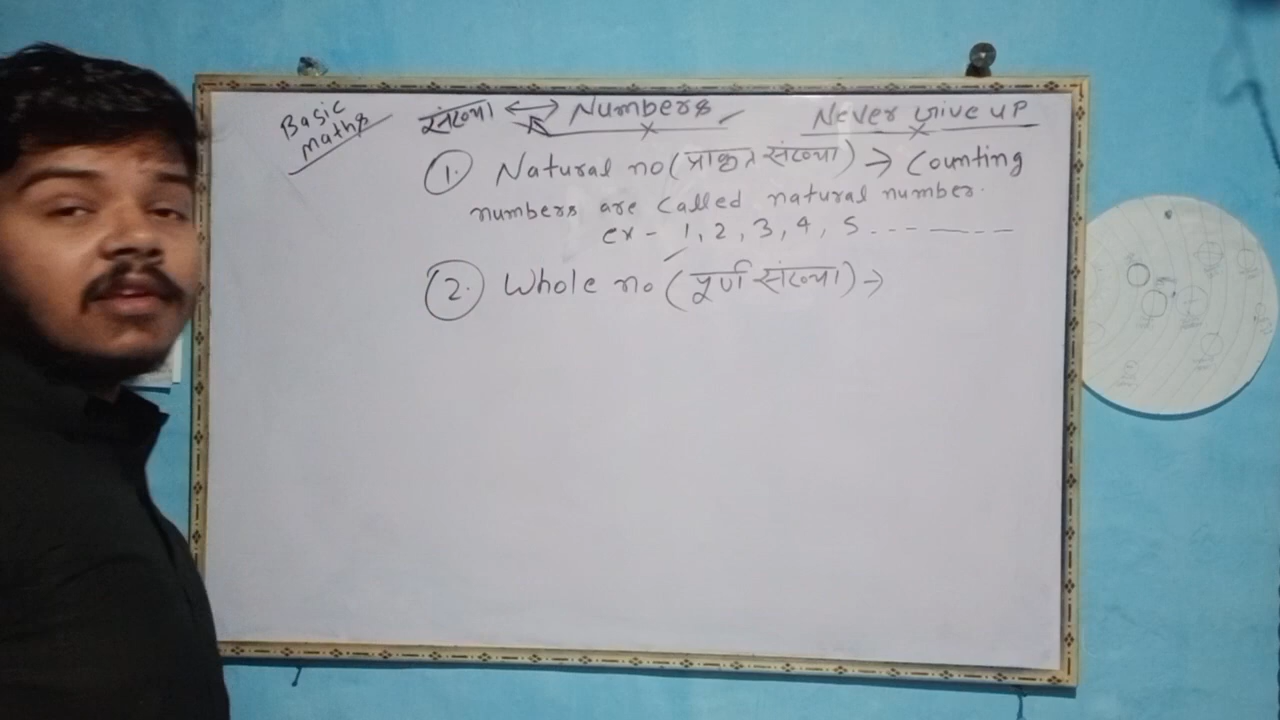 Basic
maths
संख्या ↔ Numbers
Never Give up
1. Natural no (प्राकृत संख्या) → Counting
numbers are called natural number.
ex - 1, 2, 3, 4, 5 - - - - - - -
2. Whole no (पूर्ण संख्या) →